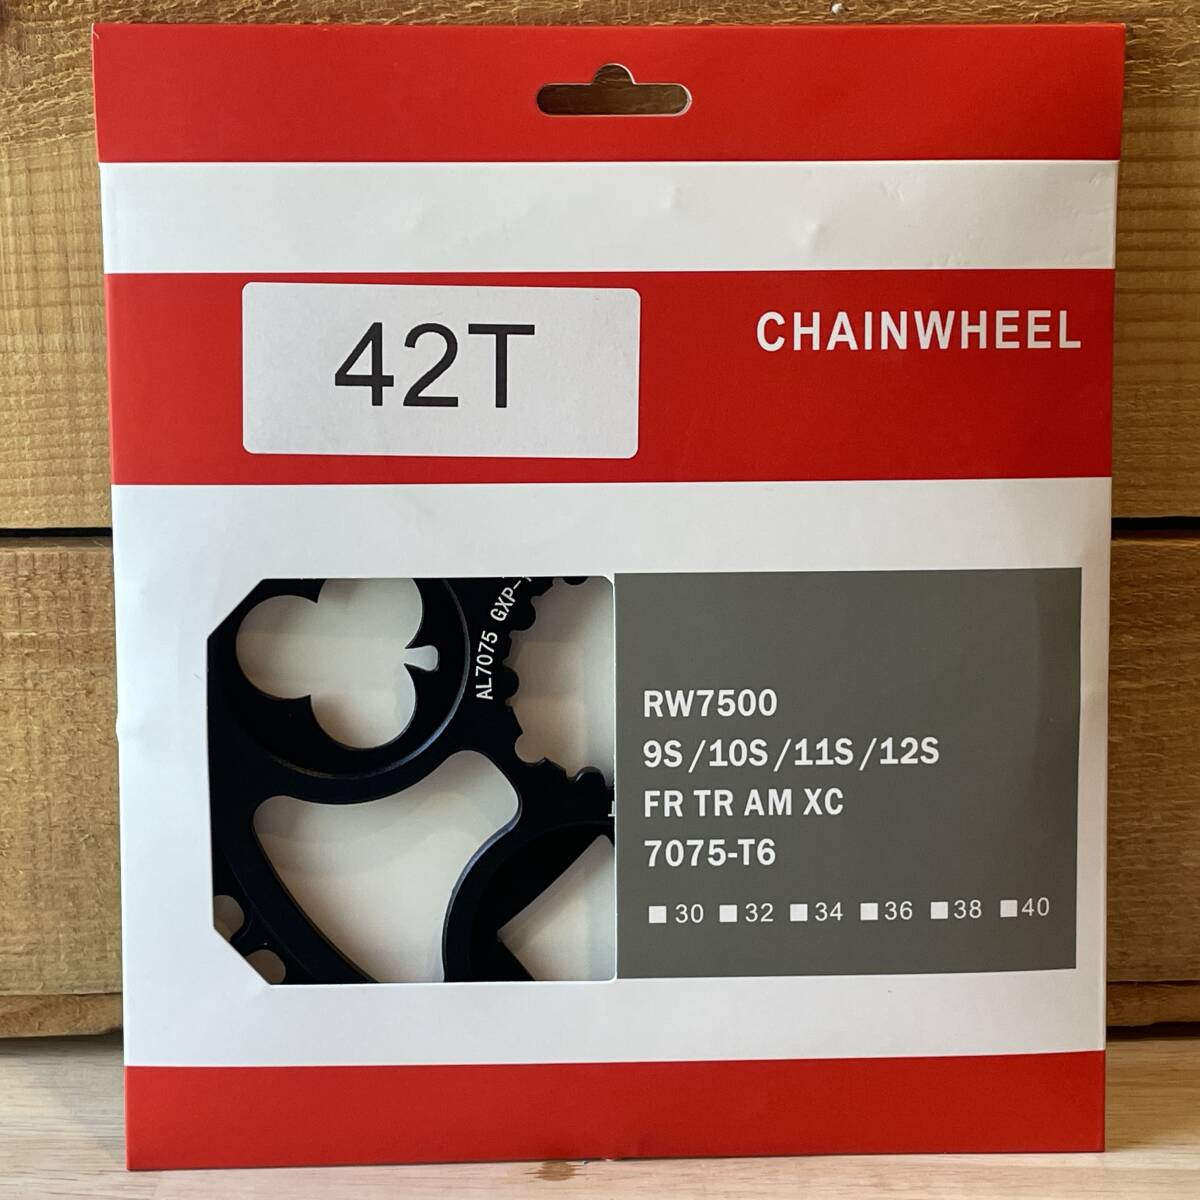 42T
CHAINWHEEL
AL7075 GXP-
RW7500
9S/10S/11S/12S
FR TR AM XC
7075-T6
30 32 34 36 38 40